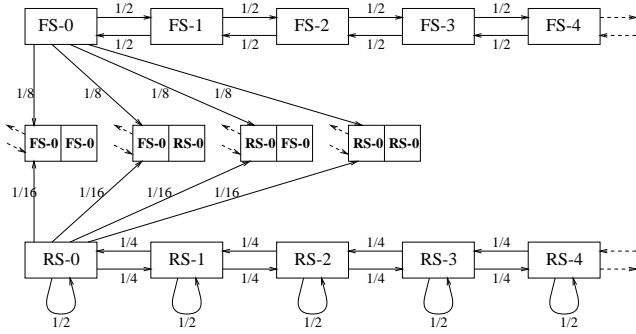 1/2 1/2 1/2 1/2
FS-0 FS-1 FS-2 FS-3 FS-4
1/2 1/2 1/2 1/2
1/8 1/8 1/8 1/8
FS-0 FS-0 FS-0 RS-0 RS-0 FS-0 RS-0 RS-0
1/16 1/16 1/16 1/16
1/4 1/4 1/4 1/4
RS-0 RS-1 RS-2 RS-3 RS-4
1/4 1/4 1/4 1/4
1/2 1/2 1/2 1/2 1/2